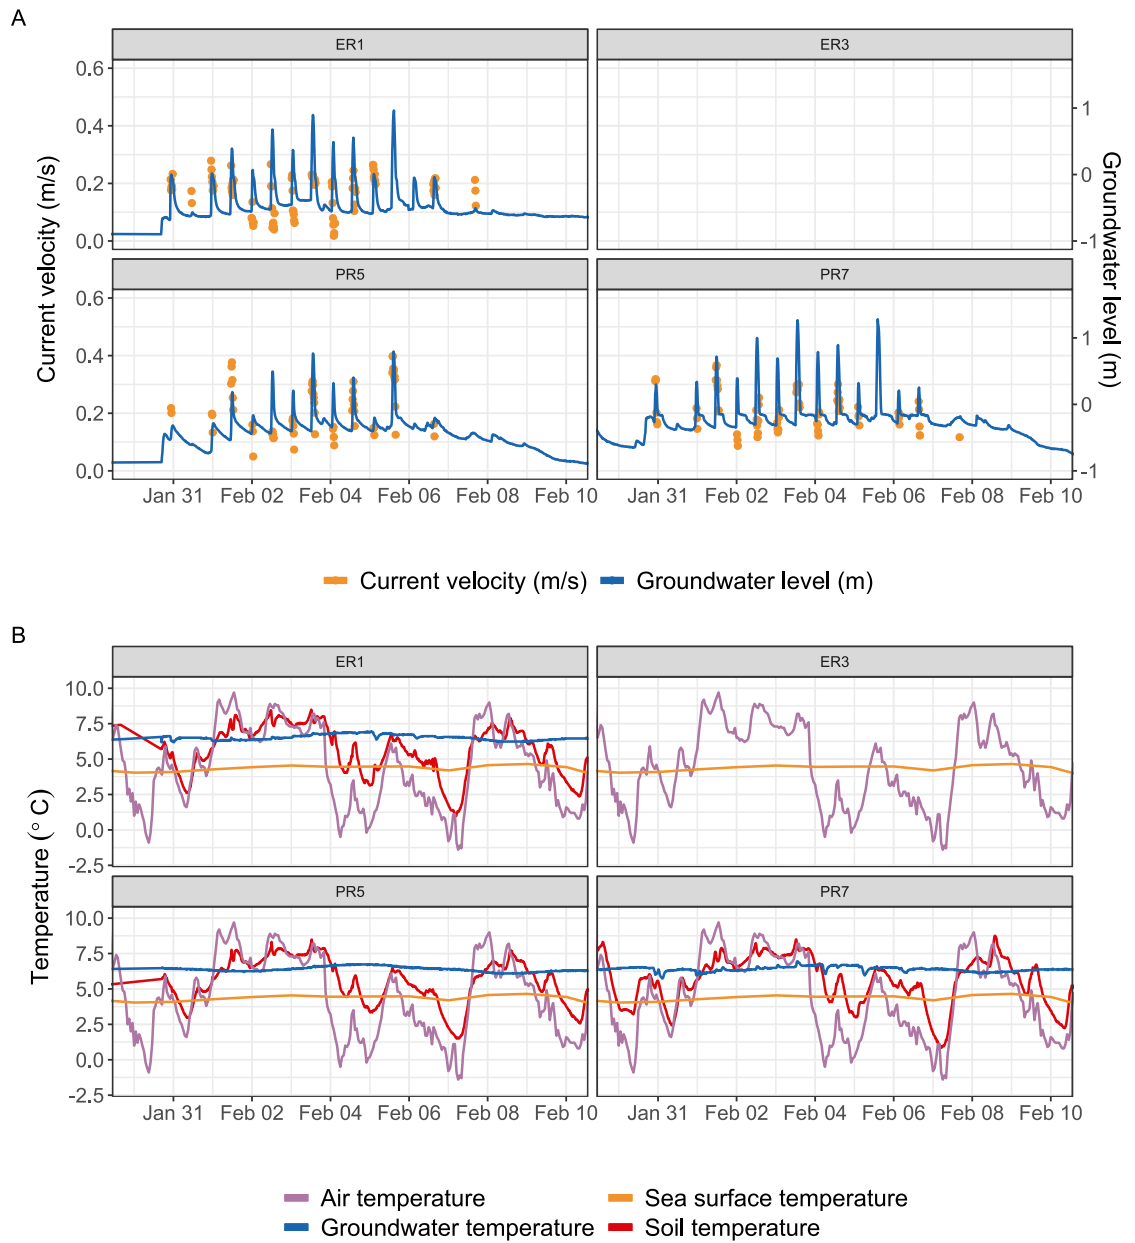 A
ER1
ER3
0.6
0.4
0.2
0.0
1
0
-1
Current velocity (m/s)
Groundwater level (m)
PR5
PR7
0.6
0.4
0.2
0.0
1
0
-1
Jan 31 Feb 02 Feb 04 Feb 06 Feb 08 Feb 10
Jan 31 Feb 02 Feb 04 Feb 06 Feb 08 Feb 10
Current velocity (m/s) Groundwater level (m)
B
ER1
ER3
10.0
7.5
5.0
2.5
0.0
-2.5
Temperature (° C)
PR5
PR7
10.0
7.5
5.0
2.5
0.0
-2.5
Jan 31 Feb 02 Feb 04 Feb 06 Feb 08 Feb 10
Jan 31 Feb 02 Feb 04 Feb 06 Feb 08 Feb 10
Air temperature Sea surface temperature
Groundwater temperature Soil temperature